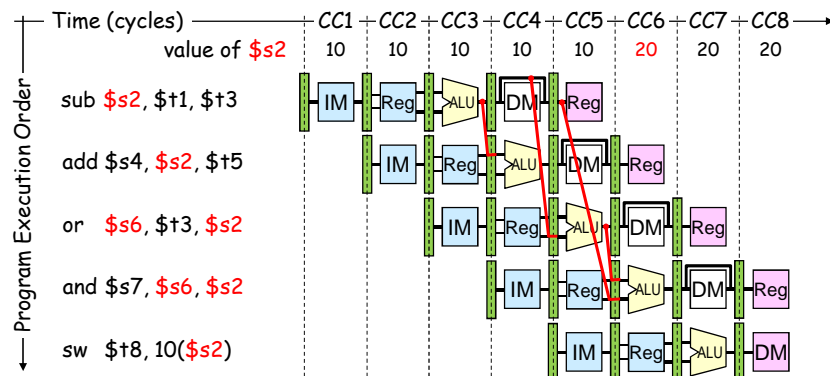 Time (cycles) CC1 CC2 CC3 CC4 CC5 CC6 CC7 CC8
value of $s2 10 10 10 10 10 20 20 20
Program Execution Order
sub $s2, $t1, $t3 IM Reg ALU DM Reg
add $s4, $s2, $t5 IM Reg ALU DM Reg
or $s6, $t3, $s2 IM Reg ALU DM Reg
and $s7, $s6, $s2 IM Reg ALU DM Reg
sw $t8, 10($s2) IM Reg ALU DM